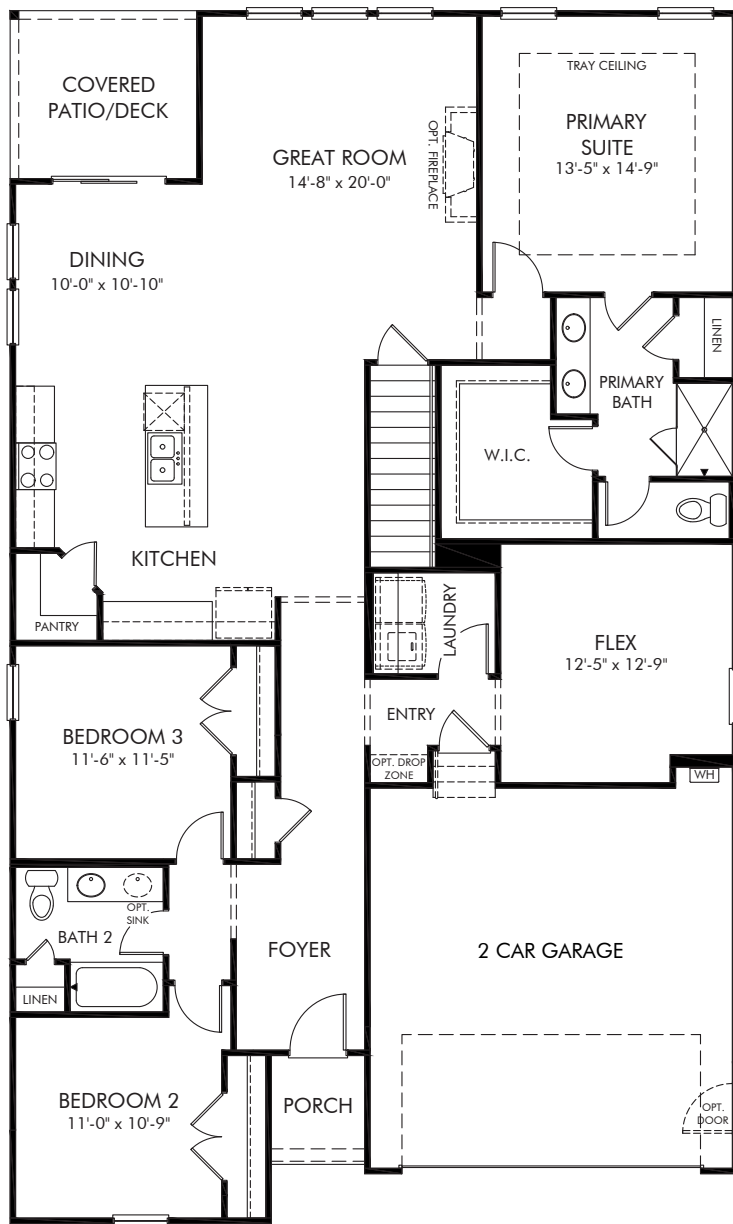 COVERED
PATIO/DECK
TRAY CEILING
PRIMARY
SUITE
13'-5" x 14'-9"
GREAT ROOM
14'-8" x 20'-0"
OPT. FIREPLACE
DINING
10'-0" x 10'-10"
LINEN
PRIMARY
BATH
W.I.C.
KITCHEN
PANTRY
LAUNDRY
FLEX
12'-5" x 12'-9"
ENTRY
BEDROOM 3
11'-6" x 11'-5"
OPT. DROP
ZONE
WH
OPT.
SINK
BATH 2
FOYER
2 CAR GARAGE
LINEN
BEDROOM 2
11'-0" x 10'-9"
PORCH
OPT.
DOOR